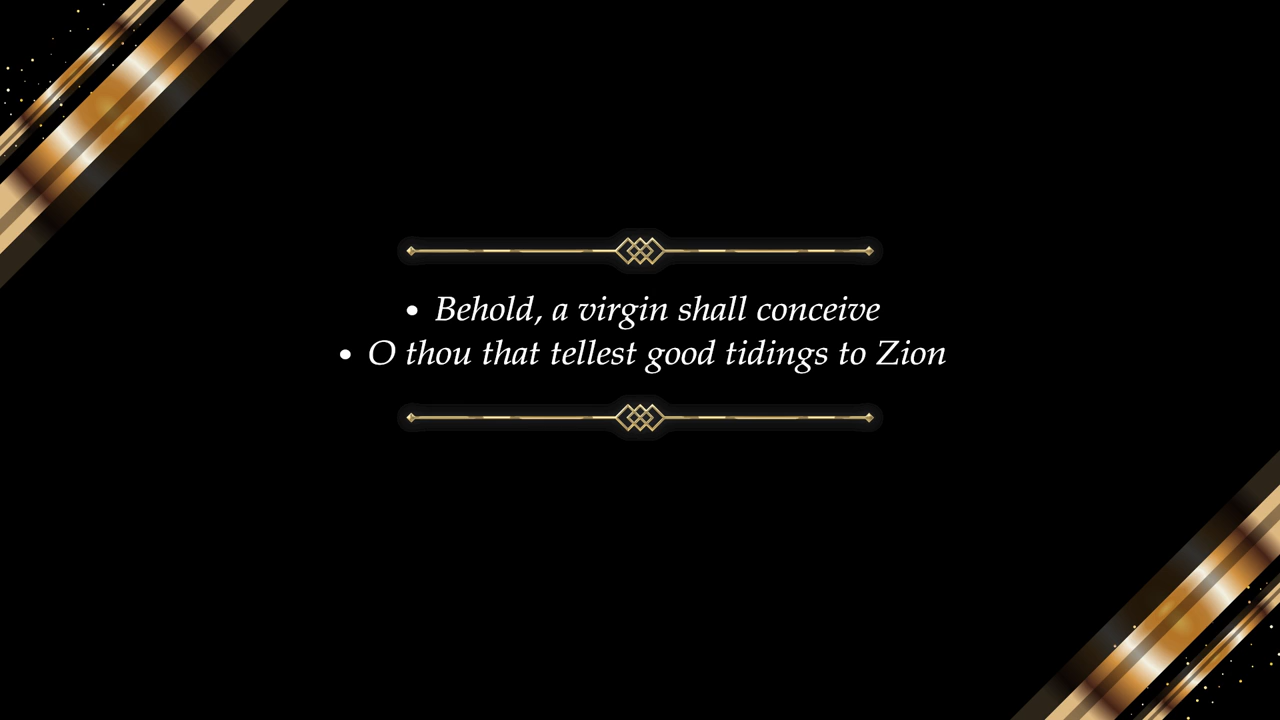 • Behold, a virgin shall conceive
• O thou that tellest good tidings to Zion